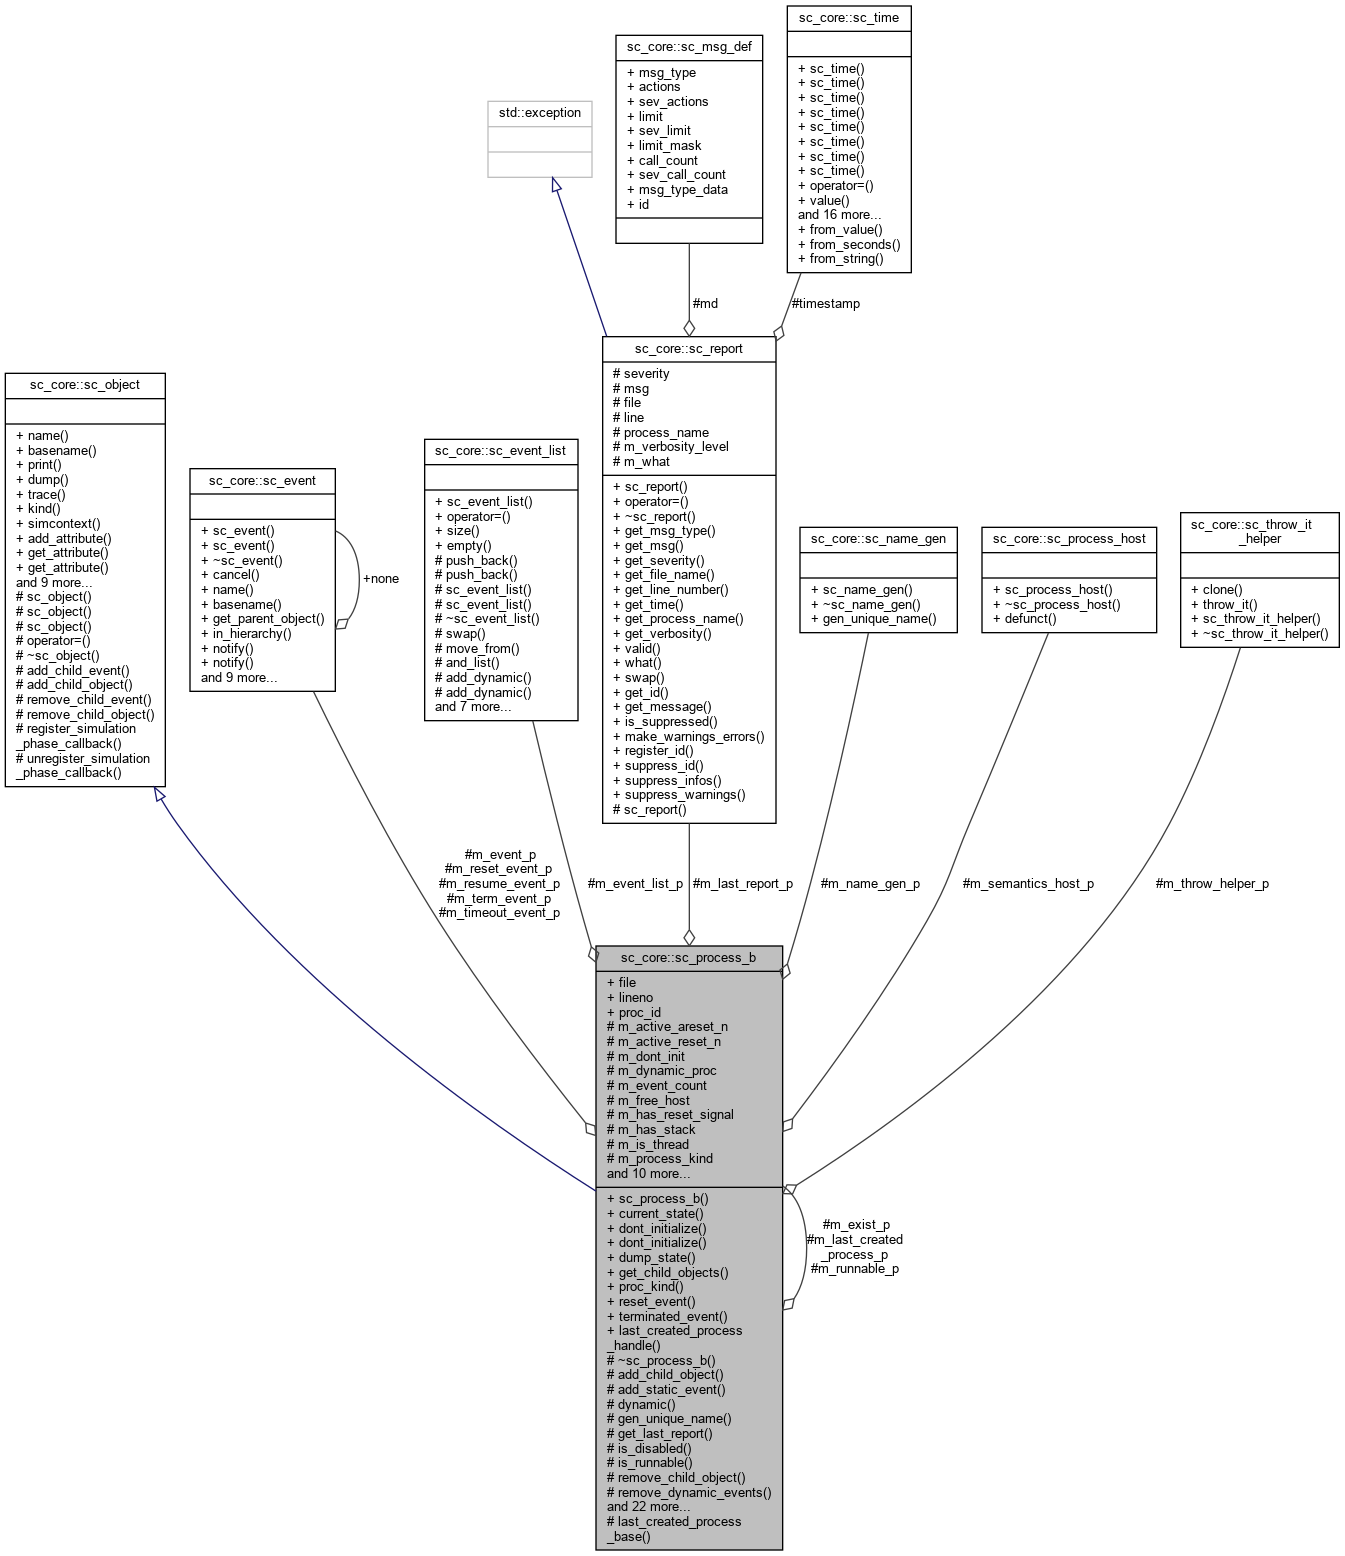 sc_core::sc_time
+ sc_time()
+ sc_time()
+ sc_time()
+ sc_time()
+ sc_time()
+ sc_time()
+ sc_time()
+ sc_time()
+ operator=()
+ value()
and 16 more...
+ from_value()
+ from_seconds()
+ from_string()
sc_core::sc_msg_def
+ msg_type
+ actions
+ sev_actions
+ limit
+ sev_limit
+ limit_mask
+ call_count
+ sev_call_count
+ msg_type_data
+ id
std::exception
#md
#timestamp
sc_core::sc_report
# severity
# msg
# file
# line
# process_name
# m_verbosity_level
# m_what
+ sc_report()
+ operator=()
+ ~sc_report()
+ get_msg_type()
+ get_msg()
+ get_severity()
+ get_file_name()
+ get_line_number()
+ get_time()
+ get_process_name()
+ get_verbosity()
+ valid()
+ what()
+ swap()
+ get_id()
+ get_message()
+ is_suppressed()
+ make_warnings_errors()
+ register_id()
+ suppress_id()
+ suppress_infos()
+ suppress_warnings()
# sc_report()
sc_core::sc_object
+ name()
+ basename()
+ print()
+ dump()
+ trace()
+ kind()
+ simcontext()
+ add_attribute()
+ get_attribute()
+ get_attribute()
and 9 more...
# sc_object()
# sc_object()
# sc_object()
# operator=()
# ~sc_object()
# add_child_event()
# add_child_object()
# remove_child_event()
# remove_child_object()
# register_simulation
_phase_callback()
# unregister_simulation
_phase_callback()
sc_core::sc_event
+ sc_event()
+ sc_event()
+ ~sc_event()
+ cancel()
+ name()
+ basename()
+ get_parent_object()
+ in_hierarchy()
+ notify()
+ notify()
and 9 more...
+none
sc_core::sc_event_list
+ sc_event_list()
+ operator=()
+ size()
+ empty()
# push_back()
# push_back()
# sc_event_list()
# sc_event_list()
# ~sc_event_list()
# swap()
# move_from()
# and_list()
# add_dynamic()
# add_dynamic()
and 7 more...
sc_core::sc_name_gen
+ sc_name_gen()
+ ~sc_name_gen()
+ gen_unique_name()
sc_core::sc_process_host
+ sc_process_host()
+ ~sc_process_host()
+ defunct()
sc_core::sc_throw_it
_helper
+ clone()
+ throw_it()
+ sc_throw_it_helper()
+ ~sc_throw_it_helper()
#m_event_p
#m_reset_event_p
#m_resume_event_p
#m_term_event_p
#m_timeout_event_p
#m_event_list_p
#m_last_report_p
#m_name_gen_p
#m_semantics_host_p
#m_throw_helper_p
sc_core::sc_process_b
+ file
+ lineno
+ proc_id
# m_active_areset_n
# m_active_reset_n
# m_dont_init
# m_dynamic_proc
# m_event_count
# m_free_host
# m_has_reset_signal
# m_has_stack
# m_is_thread
# m_process_kind
and 10 more...
+ sc_process_b()
+ current_state()
+ dont_initialize()
+ dont_initialize()
+ dump_state()
+ get_child_objects()
+ proc_kind()
+ reset_event()
+ terminated_event()
+ last_created_process
_handle()
# ~sc_process_b()
# add_child_object()
# add_static_event()
# dynamic()
# gen_unique_name()
# get_last_report()
# is_disabled()
# is_runnable()
# remove_child_object()
# remove_dynamic_events()
and 22 more...
# last_created_process
_base()
#m_exist_p
#m_last_created
_process_p
#m_runnable_p